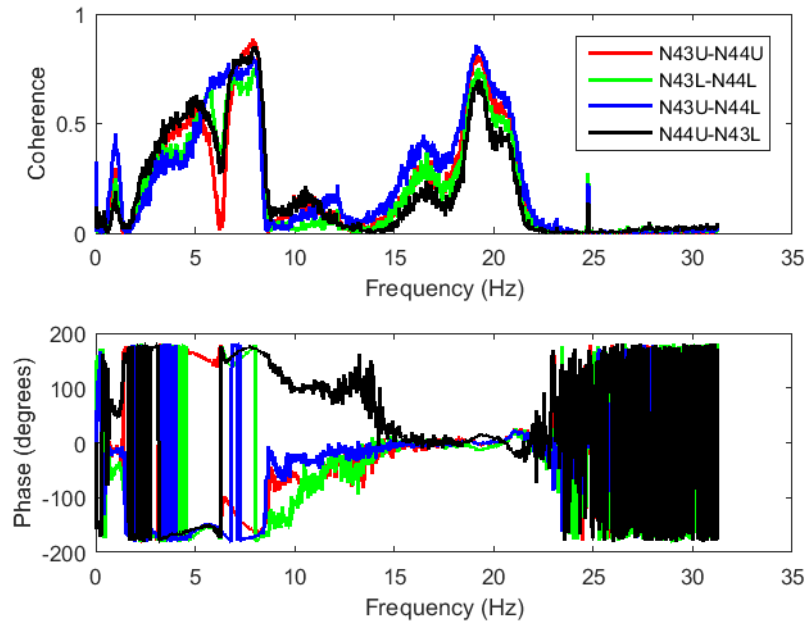 1
0.5
0
Coherence
N43U-N44U
N43L-N44L
N43U-N44L
N44U-N43L
0 5 10 15 20 25 30 35
Frequency (Hz)
200
100
0
-100
-200
Phase (degrees)
0 5 10 15 20 25 30 35
Frequency (Hz)